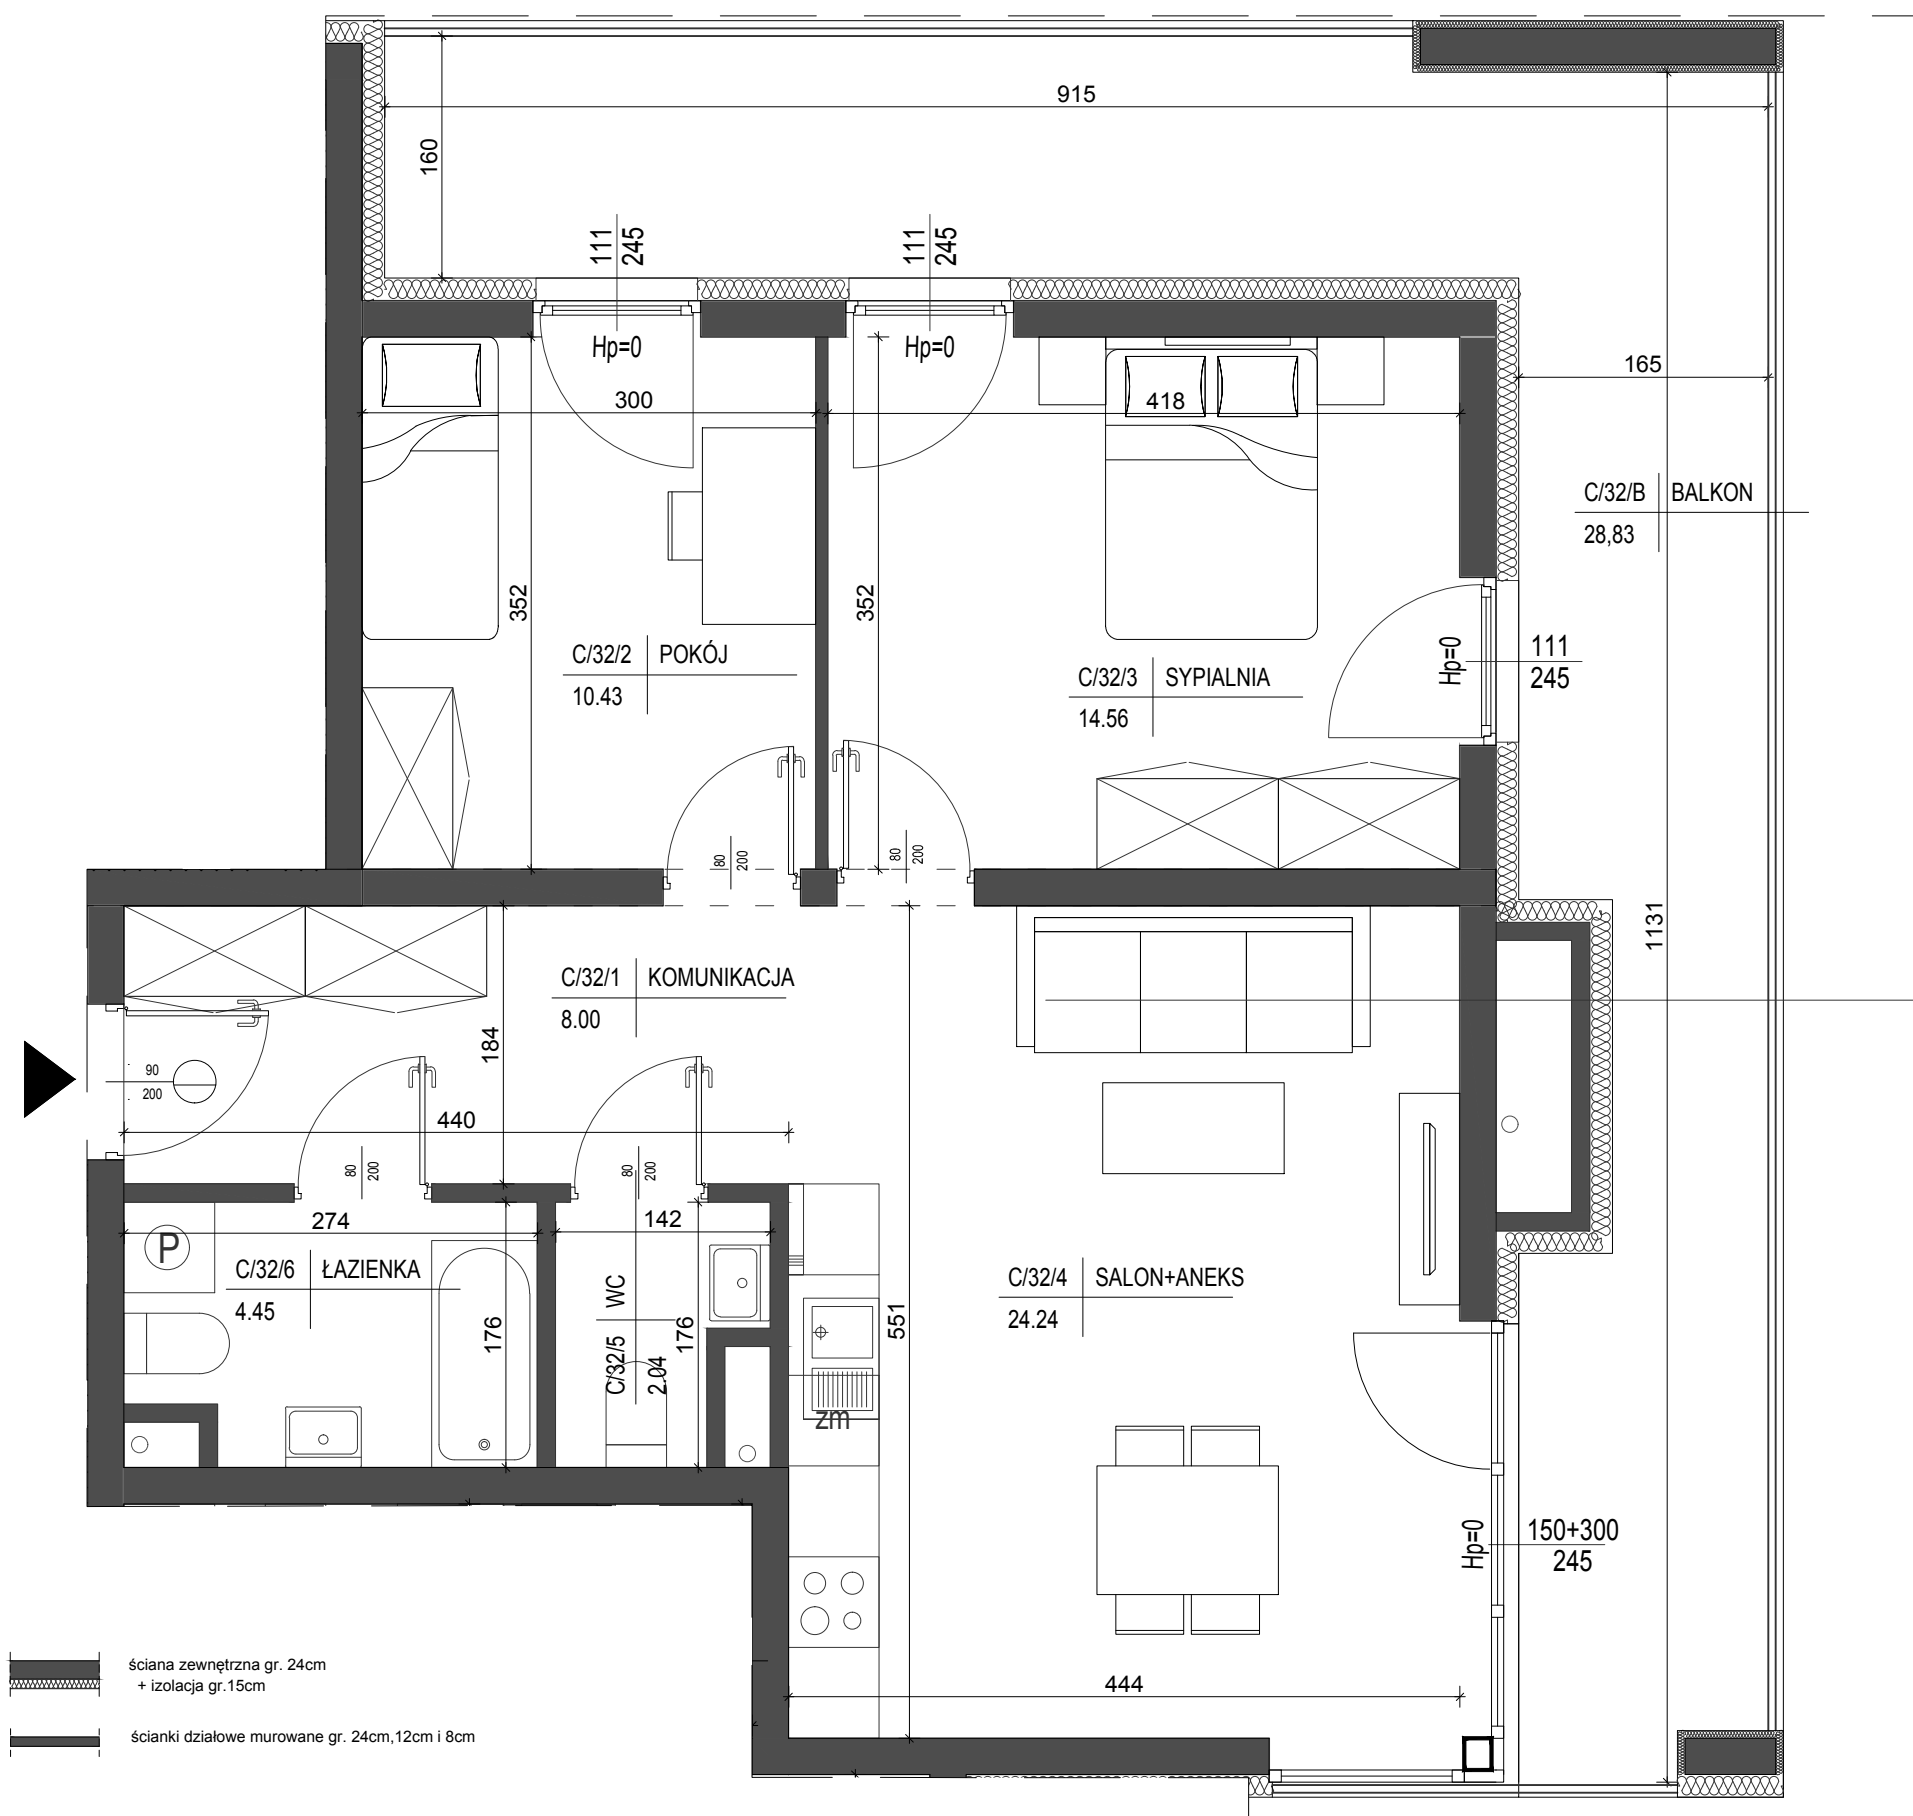 915
160
111
245
111
245
Hp=0
Hp=0
165
300
418
C/32/B BALKON
28,83
352
352
C/32/2 POKÓJ
10.43
C/32/3 SYPIALNIA
14.56
Hp=0
111
245
80
200
80
200
1131
C/32/1 KOMUNIKACJA
8.00
184
90
200
440
80
200
80
200
274
142
P
C/32/6 ŁAZIENKA
4.45
C/32/5 WC
2.04
176
176
C/32/4 SALON+ANEKS
24.24
551
zm
Hp=0
150+300
245
444
ściana zewnętrzna gr. 24cm
+ izolacja gr.15cm
ścianki działowe murowane gr. 24cm,12cm i 8cm